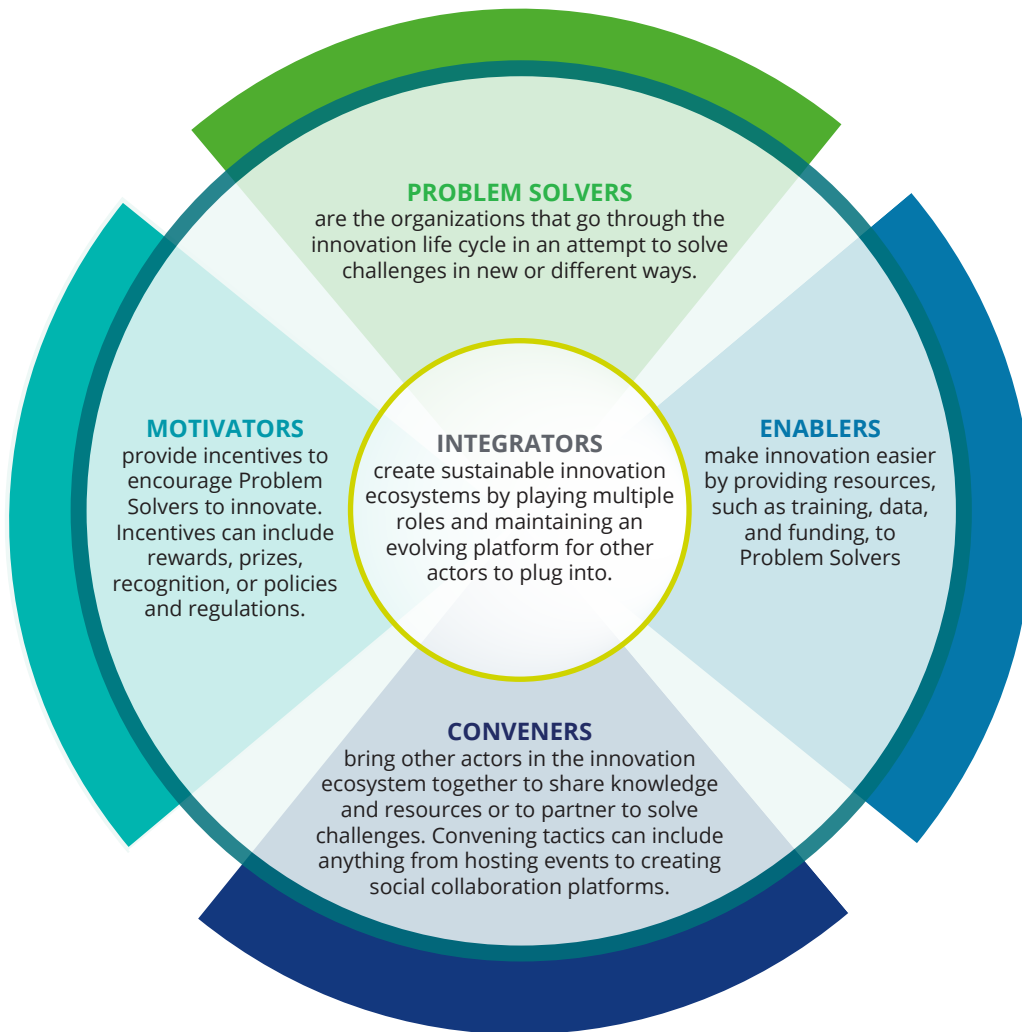 PROBLEM SOLVERS
are the organizations that go through the
innovation life cycle in an attempt to solve
challenges in new or different ways.
MOTIVATORS
provide incentives to
encourage Problem
Solvers to innovate.
Incentives can include
rewards, prizes,
recognition, or policies
and regulations.
INTEGRATORS
create sustainable innovation
ecosystems by playing multiple
roles and maintaining an
evolving platform for other
actors to plug into.
ENABLERS
make innovation easier
by providing resources,
such as training, data,
and funding, to
Problem Solvers
CONVENERS
bring other actors in the innovation
ecosystem together to share knowledge
and resources or to partner to solve
challenges. Convening tactics can include
anything from hosting events to creating
social collaboration platforms.